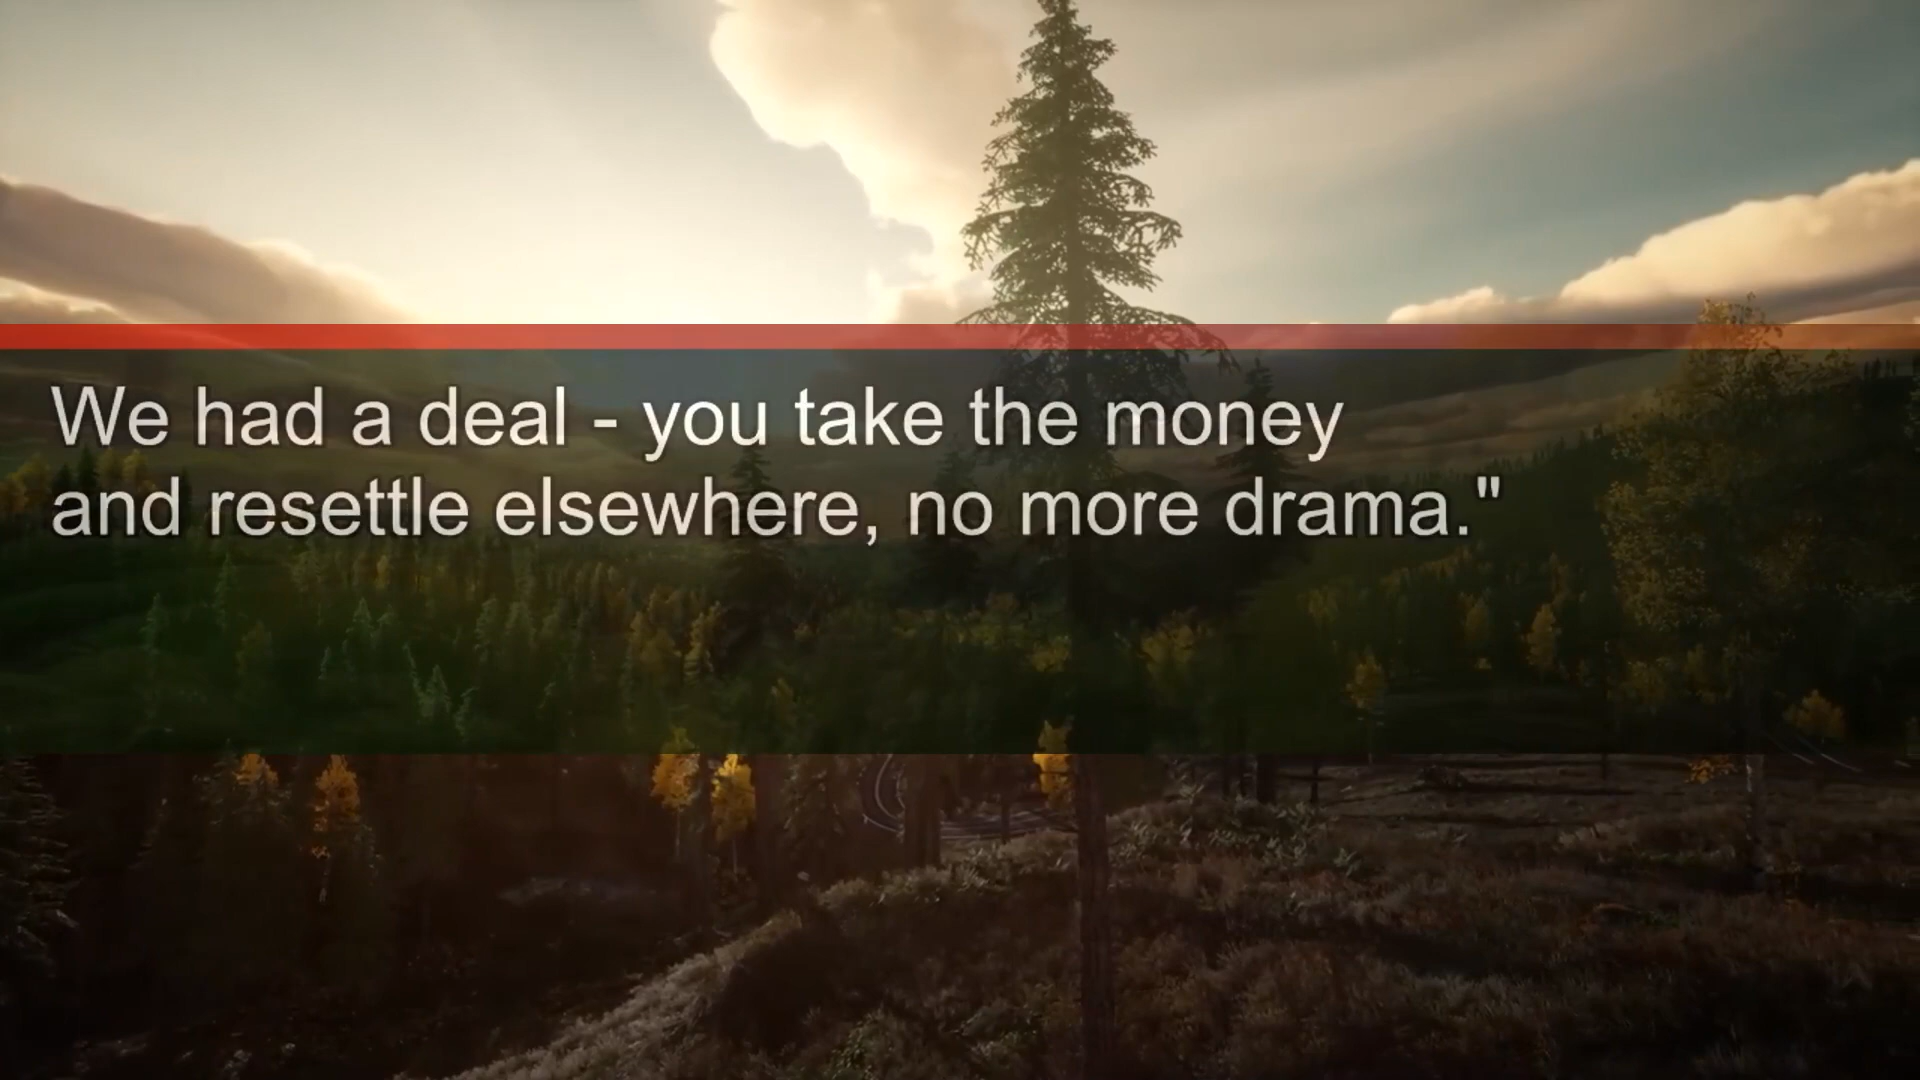 We had a deal - you take the money
and resettle elsewhere, no more drama."